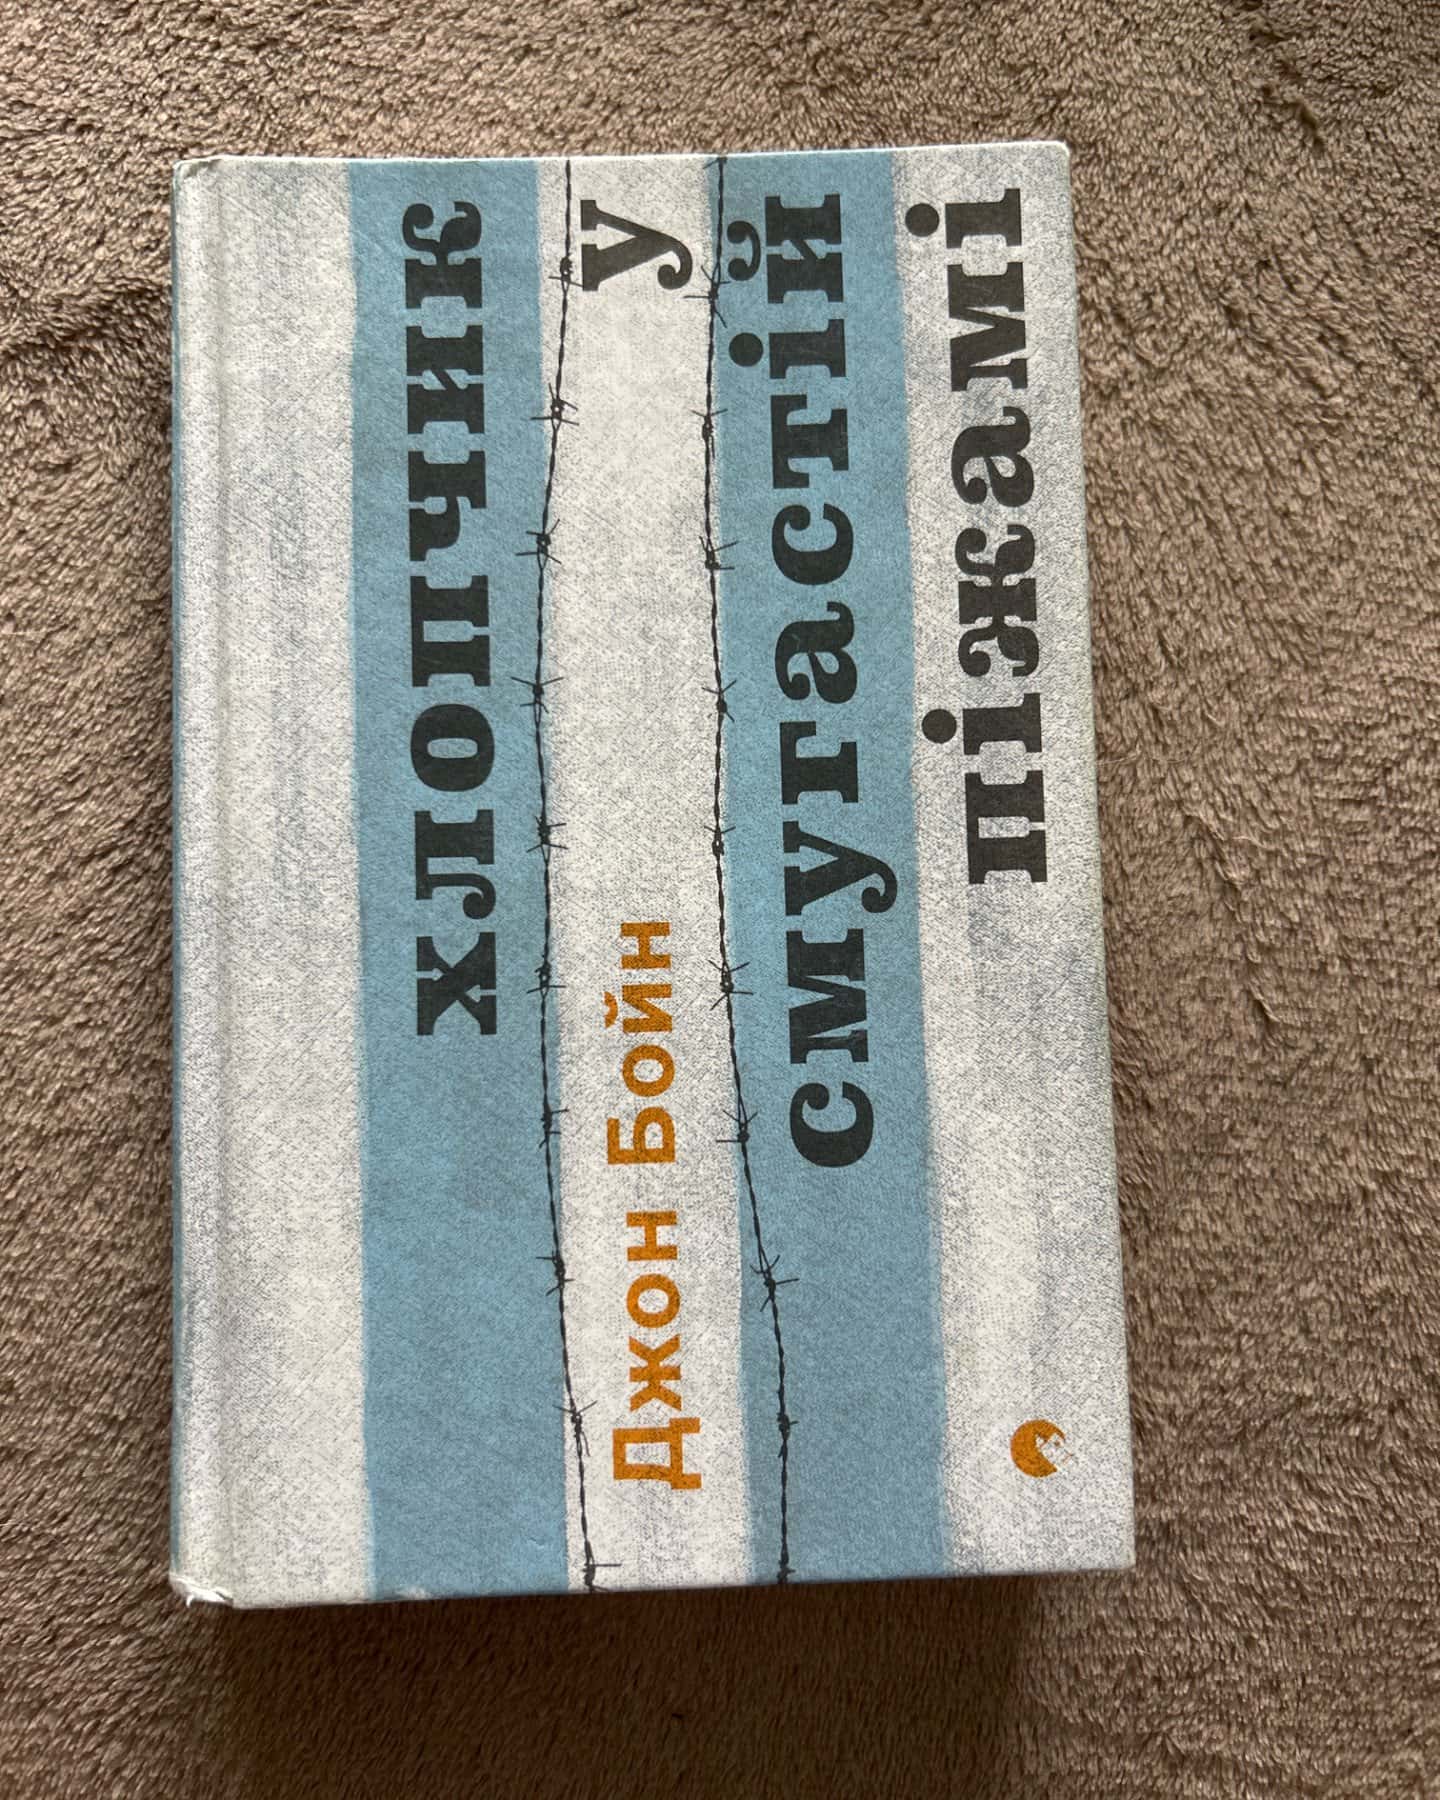 хлопчик
у
смугастій
піжамі
Джон Бойн